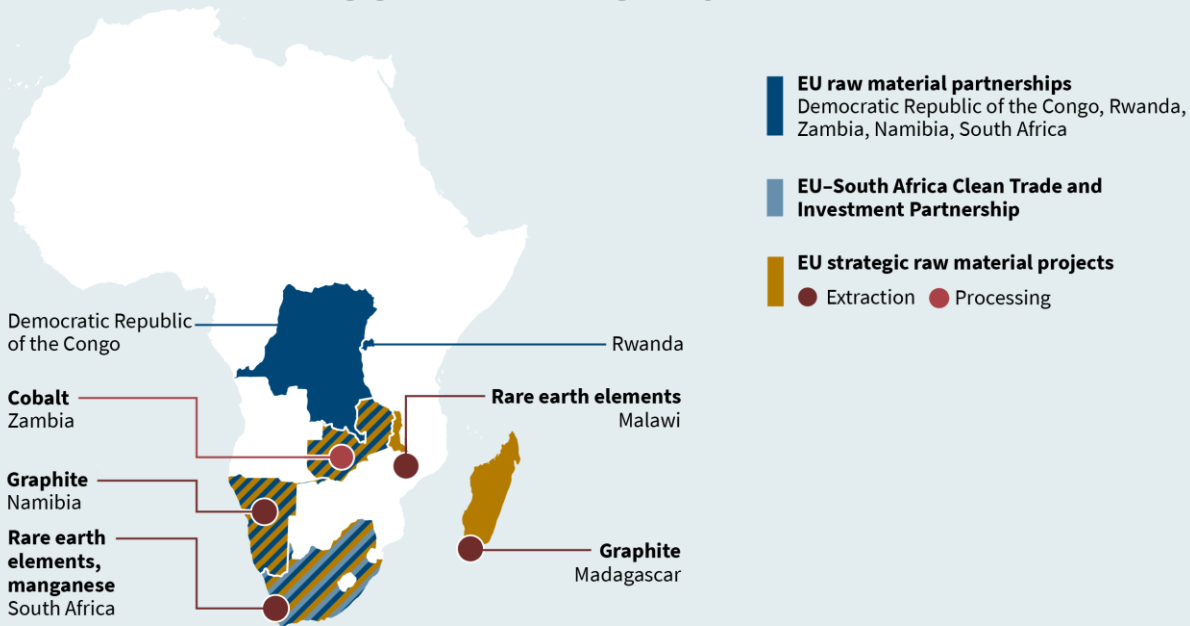 EU raw material partnerships
Democratic Republic of the Congo, Rwanda,
Zambia, Namibia, South Africa
EU–South Africa Clean Trade and
Investment Partnership
EU strategic raw material projects
Extraction
Processing
Democratic Republic
of the Congo
Rwanda
Cobalt
Zambia
Rare earth elements
Malawi
Graphite
Namibia
Rare earth
elements,
manganese
South Africa
Graphite
Madagascar